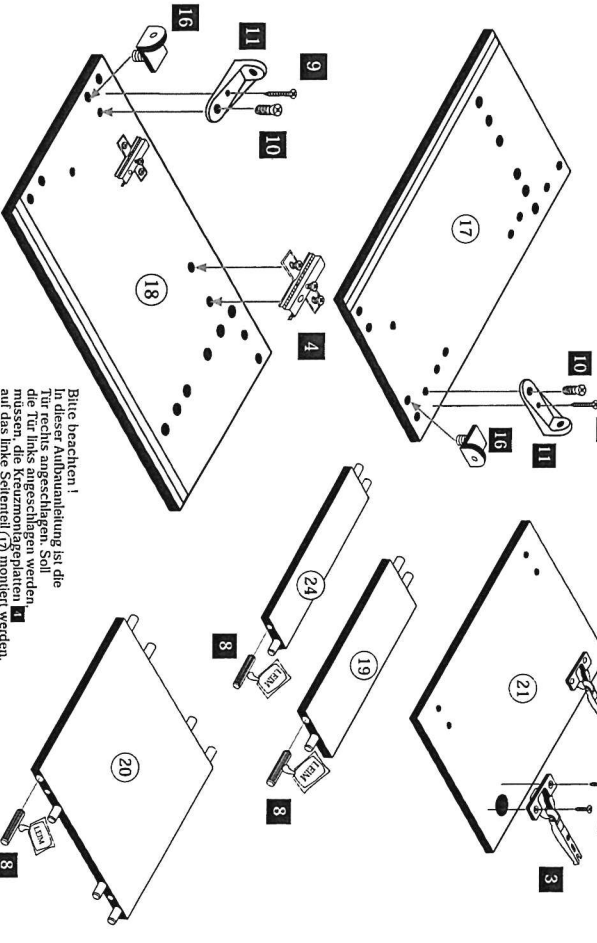 16
11
9
10
18
4
17
10
11
16
Bitte beachten !
In dieser Aufbauanleitung ist die
Tür rechts angeschlagen. Soll
die Tür links angeschlagen werden,
müssen, die Kreuzmontageplatten 4
auf das linke Seitenteil (17) montiert werden.
24
8
LEIM
19
8
LEIM
21
3
20
8
LEIM